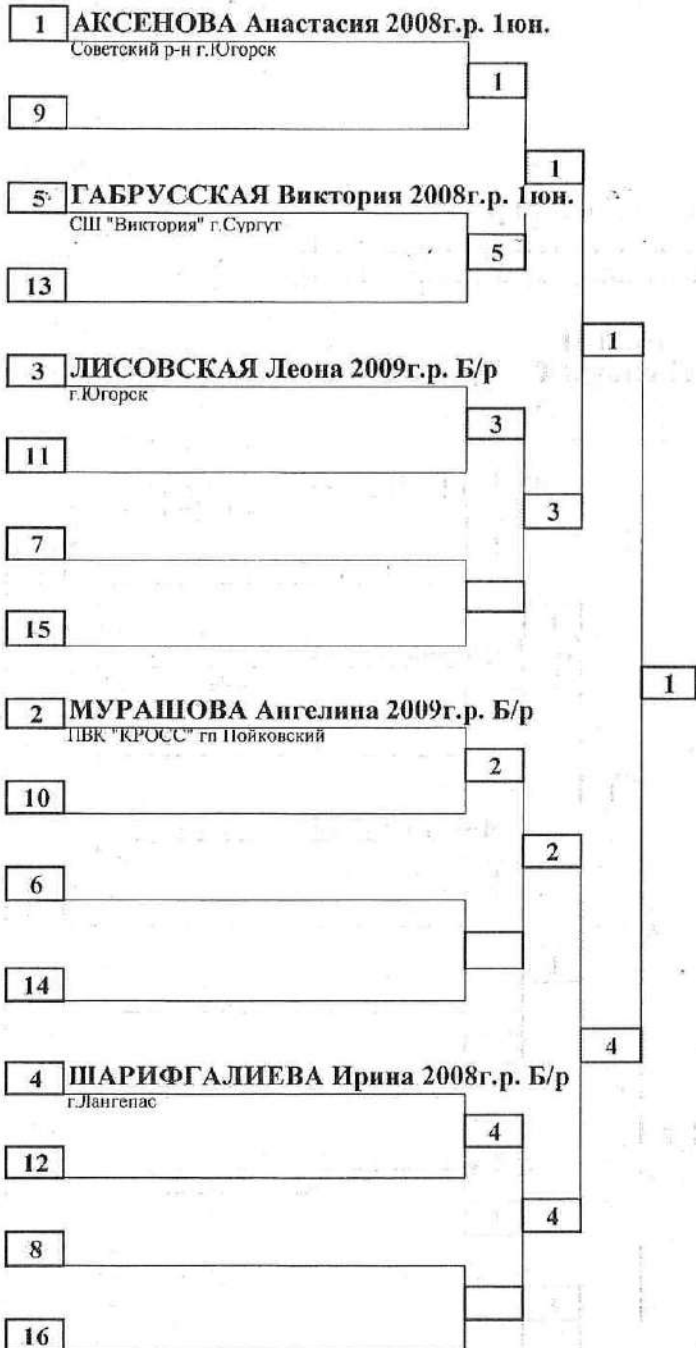 1 АКСЕНОВА Анастасия 2008г.р. 1юн.
Советский р-н г.Югорск
1
9
1
5 ГАБРУССКАЯ Виктория 2008г.р. 1юн.
СШ "Виктория" г.Сургут
5
13
1
3 ЛИСОВСКАЯ Леона 2009г.р. Б/р
г.Югорск
3
11
3
7
15
1
2 МУРАШОВА Ангелина 2009г.р. Б/р
ПВК "КРОСС" гп Пойковский
2
10
2
6
14
4
4 ШАРИФГАЛИЕВА Ирина 2008г.р. Б/р
г.Лангепас
4
12
4
8
16